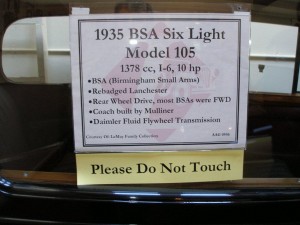 1935 BSA Six Light
Model 105
1378 cc, I-6, 10 hp
•BSA (Birmingham Small Arms)
•Rebadged Lanchester
•Rear Wheel Drive, most BSAs were FWD
•Coach built by Mulliner
•Daimler Fluid Flywheel Transmission
Courtesy Of: LeMay Family Collection
Please Do Not Touch